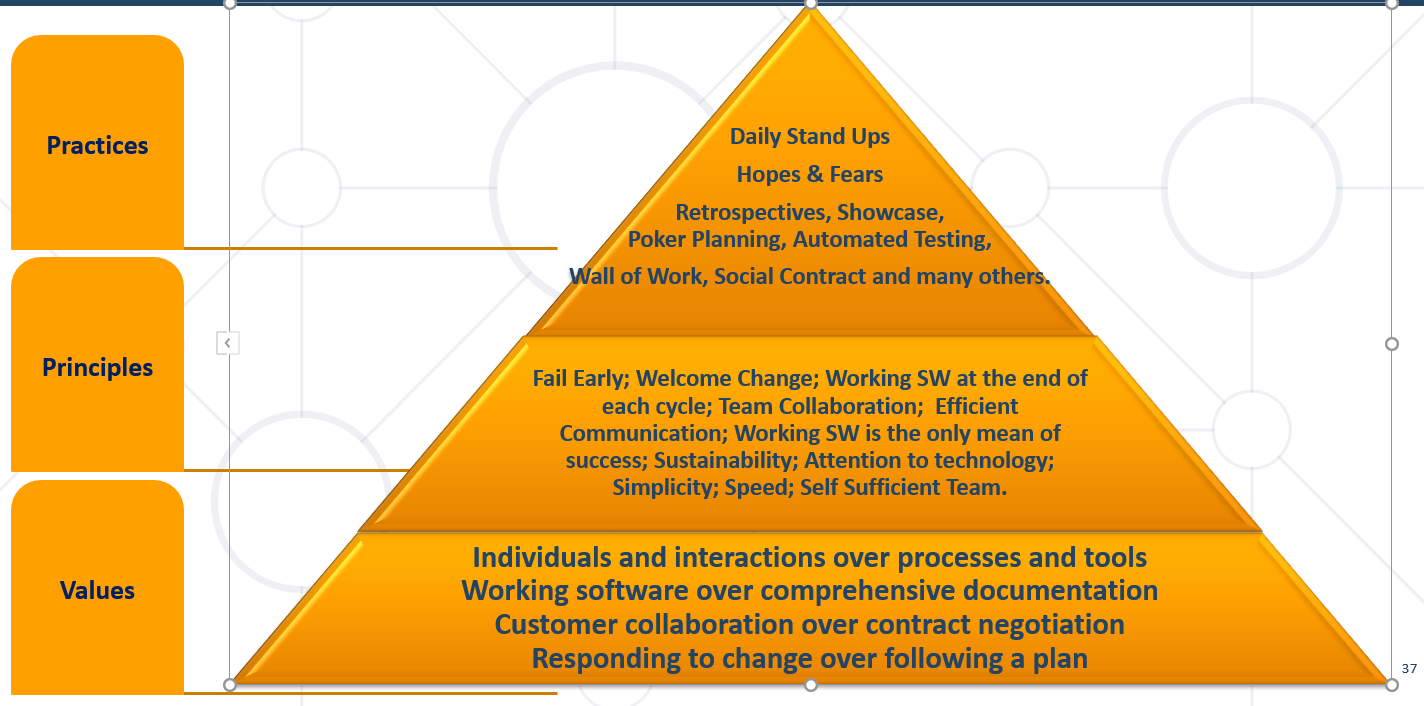 Practices
Daily Stand Ups
Hopes & Fears
Retrospectives, Showcase,
Poker Planning, Automated Testing,
Wall of Work, Social Contract and many others.
Principles
Fail Early; Welcome Change; Working SW at the end of
each cycle; Team Collaboration;  Efficient
Communication; Working SW is the only mean of
success; Sustainability; Attention to technology;
Simplicity; Speed; Self Sufficient Team.
Values
Individuals and interactions over processes and tools
Working software over comprehensive documentation
Customer collaboration over contract negotiation
Responding to change over following a plan
37